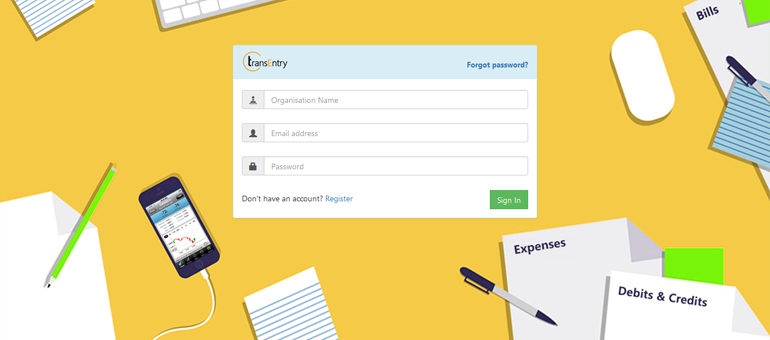 Bills
transEntry
Forgot password?
Organisation Name
Email address
Password
Don't have an account? Register
Sign In
Expenses
Debits & Credits